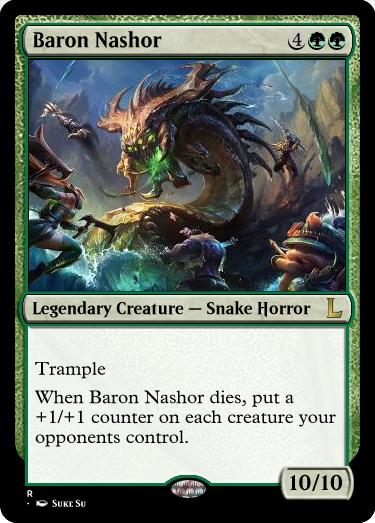 Baron Nashor 4
Legendary Creature — Snake Horror L
Trample
When Baron Nashor dies, put a
+1/+1 counter on each creature your
opponents control.
10/10
R
· Suke Su